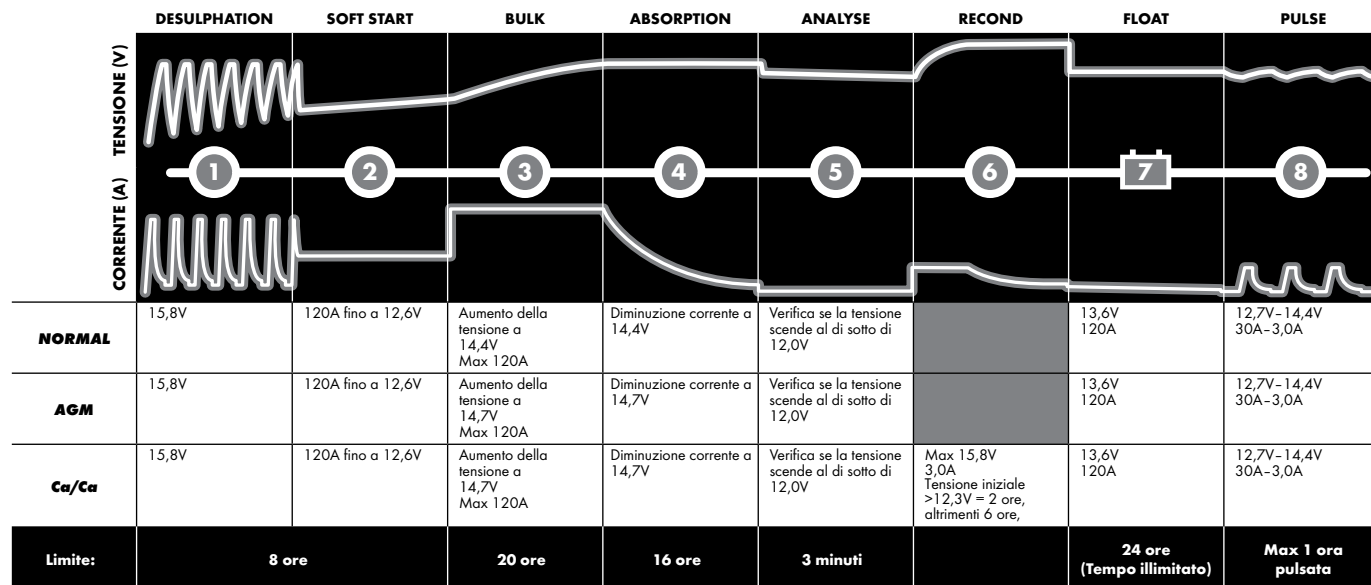 DESULPHATION SOFT START BULK ABSORPTION ANALYSE RECOND FLOAT PULSE
TENSIONE (V)
CORRENTE (A)
1 2 3 4 5 6 7 8
NORMAL
15,8V
120A fino a 12,6V
Aumento della
tensione a
14,4V
Max 120A
Diminuzione corrente a
14,4V
Verifica se la tensione
scende al di sotto di
12,0V
13,6V
120A
12,7V–14,4V
30A–3,0A
AGM
15,8V
120A fino a 12,6V
Aumento della
tensione a
14,7V
Max 120A
Diminuzione corrente a
14,7V
Verifica se la tensione
scende al di sotto di
12,0V
13,6V
120A
12,7V–14,4V
30A–3,0A
Ca/Ca
15,8V
120A fino a 12,6V
Aumento della
tensione a
14,7V
Max 120A
Diminuzione corrente a
14,7V
Verifica se la tensione
scende al di sotto di
12,0V
Max 15,8V
3,0A
Tensione iniziale
>12,3V = 2 ore,
altrimenti 6 ore,
13,6V
120A
12,7V–14,4V
30A–3,0A
Limite:
8 ore
20 ore
16 ore
3 minuti
24 ore
(Tempo illimitato)
Max 1 ora
pulsata